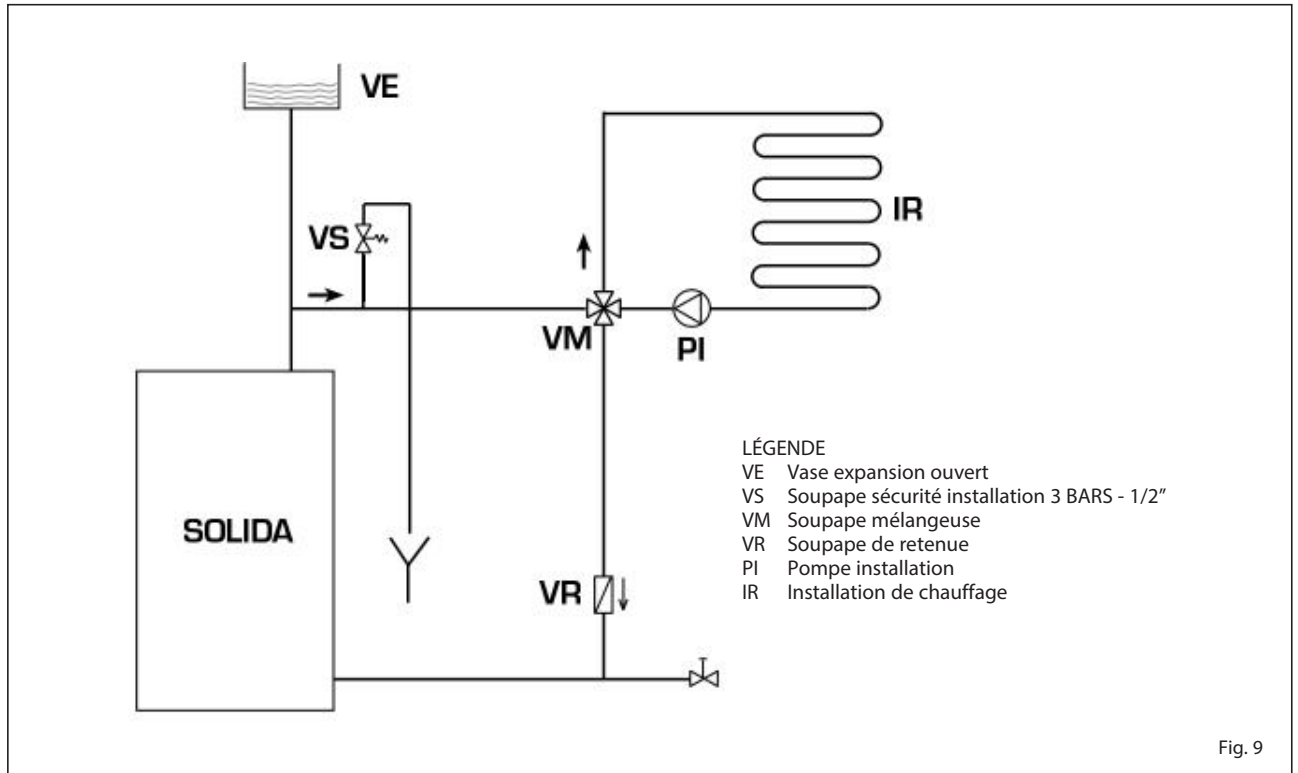 VE
VS
IR
VM
PI
SOLIDA
VR
LÉGENDE
VE Vase expansion ouvert
VS Soupape sécurité installation 3 BARS - 1/2"
VM Soupape mélangeuse
VR Soupape de retenue
PI Pompe installation
IR Installation de chauffage
Fig. 9